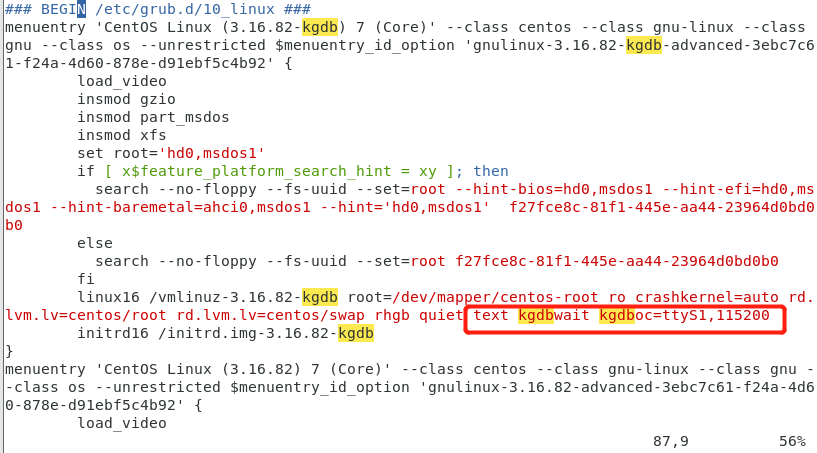 ### BEGIN /etc/grub.d/10_linux ###
menuentry 'CentOS Linux (3.16.82-kgdb) 7 (Core)' --class centos --class gnu-linux --class
gnu --class os --unrestricted $menuentry_id_option 'gnulinux-3.16.82-kgdb-advanced-3ebc7c6
1-f24a-4d60-878e-d91ebf5c4b92' {
        load_video
        insmod gzio
        insmod part_msdos
        insmod xfs
        set root='hd0,msdos1'
        if [ x$feature_platform_search_hint = xy ]; then
          search --no-floppy --fs-uuid --set=root --hint-bios=hd0,msdos1 --hint-efi=hd0,ms
dos1 --hint-baremetal=ahci0,msdos1 --hint='hd0,msdos1'  f27fce8c-81f1-445e-aa44-23964d0bd0
b0
        else
          search --no-floppy --fs-uuid --set=root f27fce8c-81f1-445e-aa44-23964d0bd0b0
        fi
        linux16 /vmlinuz-3.16.82-kgdb root=/dev/mapper/centos-root ro crashkernel=auto rd.
lvm.lv=centos/root rd.lvm.lv=centos/swap rhgb quiet text kgdbwait kgdboc=ttyS1,115200
        initrd16 /initrd.img-3.16.82-kgdb
}
menuentry 'CentOS Linux (3.16.82) 7 (Core)' --class centos --class gnu-linux --class gnu -
-class os --unrestricted $menuentry_id_option 'gnulinux-3.16.82-advanced-3ebc7c61-f24a-4d6
0-878e-d91ebf5c4b92' {
        load_video
87,9 56%